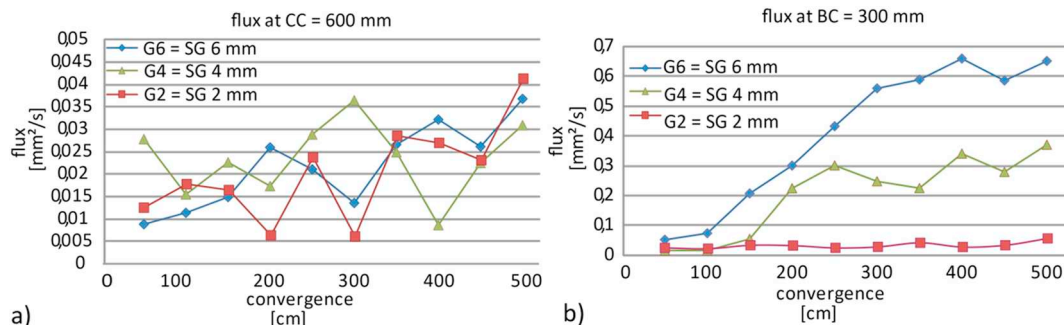 flux at CC = 600 mm
0,05
0,045
0,04
0,035
0,03
0,025
0,02
0,015
0,01
0,005
0
flux
[mm²/s]
G6 = SG 6 mm
G4 = SG 4 mm
G2 = SG 2 mm
0 100 200 300 400 500
convergence
[cm]
a)
flux at BC = 300 mm
0,7
0,6
0,5
0,4
0,3
0,2
0,1
0
flux
[mm²/s]
G6 = SG 6 mm
G4 = SG 4 mm
G2 = SG 2 mm
0 100 200 300 400 500
convergence
[cm]
b)